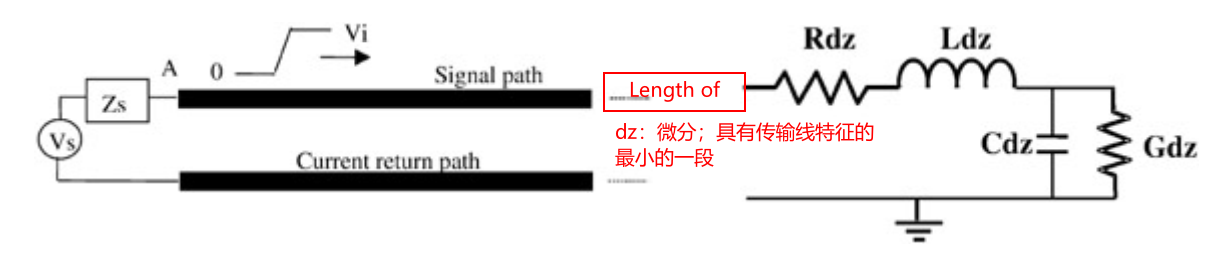 Vi
A
0
Signal path
Zs
Vs
Current return path
Length of
dz：微分；具有传输线特征的
最小的一段
Rdz
Ldz
Cdz
Gdz